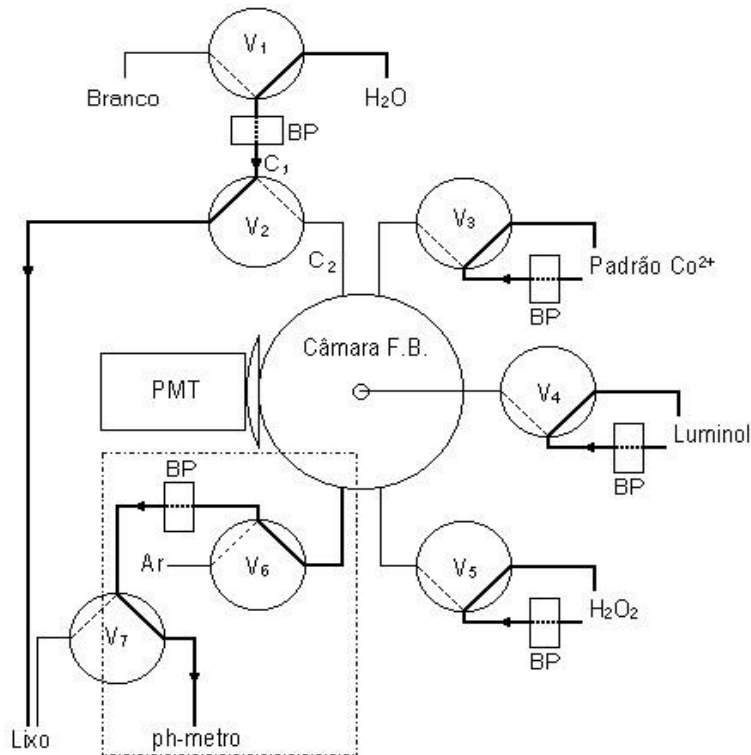 V1
Branco
H2O
BP
C1
V2
C2
V3
Padrão Co2+
BP
Câmara F.B.
PMT
V4
Luminol
BP
BP
Ar
V6
V5
H2O2
BP
V7
Lixo
ph-metro